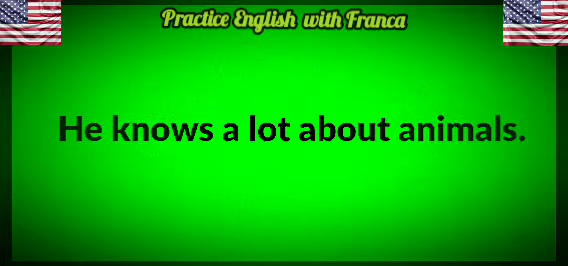 Practice English with Franca
He knows a lot about animals.